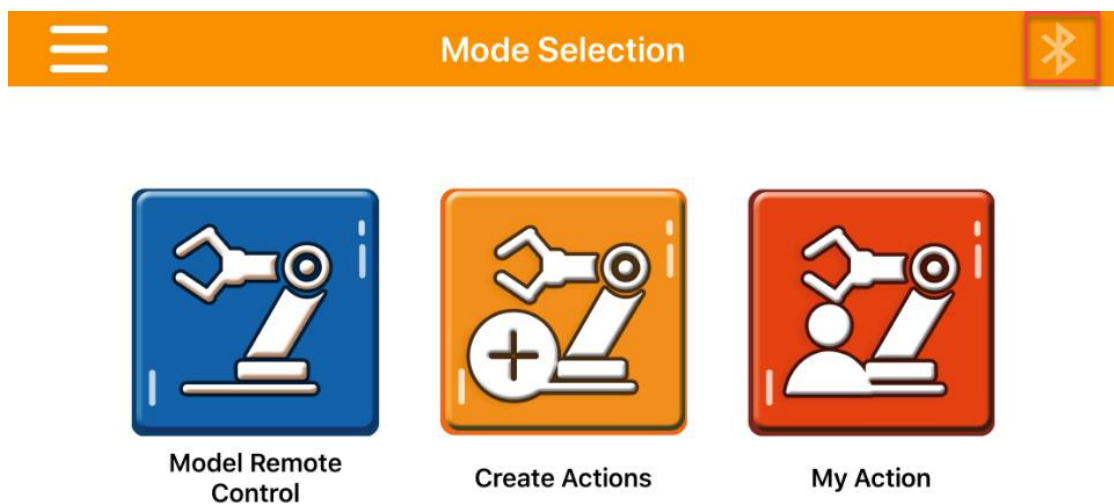 Mode Selection
Model Remote
Control
Create Actions
My Action